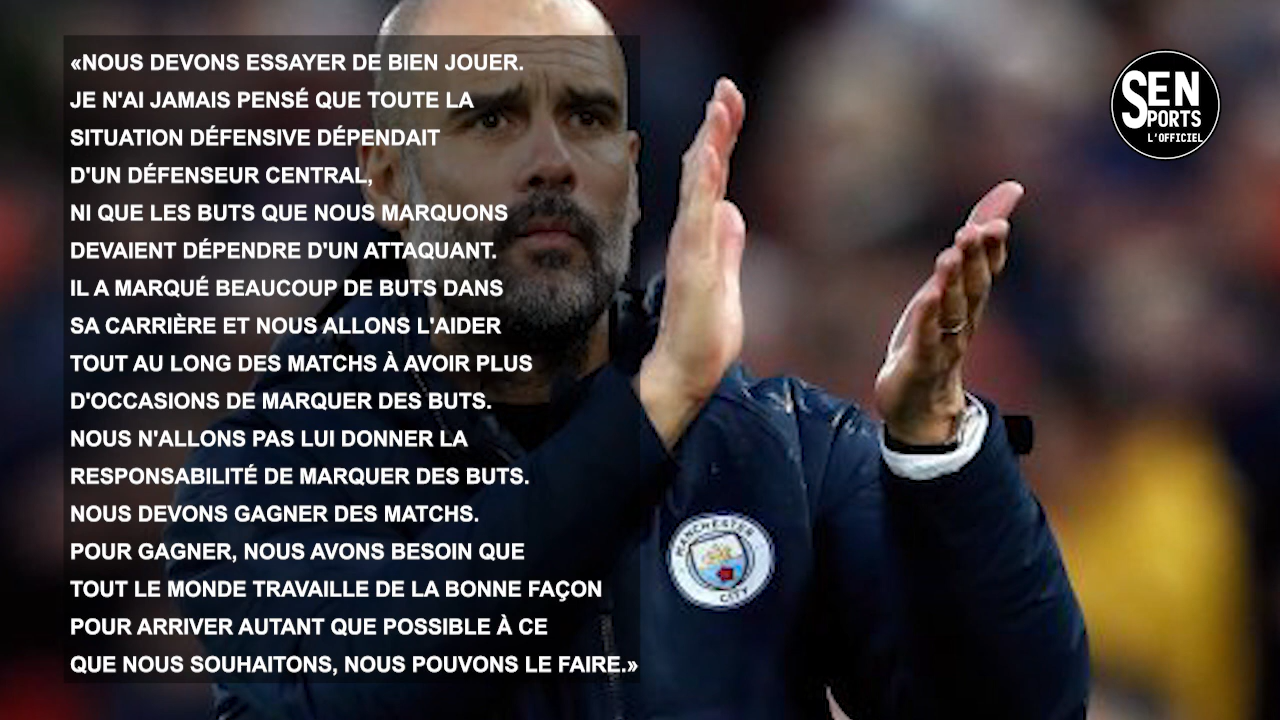 «NOUS DEVONS ESSAYER DE BIEN JOUER.
JE N'AI JAMAIS PENSÉ QUE TOUTE LA
SITUATION DÉFENSIVE DÉPENDAIT
D'UN DÉFENSEUR CENTRAL,
NI QUE LES BUTS QUE NOUS MARQUONS
DEVAIENT DÉPENDRE D'UN ATTAQUANT.
IL A MARQUÉ BEAUCOUP DE BUTS DANS
SA CARRIÈRE ET NOUS ALLONS L'AIDER
TOUT AU LONG DES MATCHS À AVOIR PLUS
D'OCCASIONS DE MARQUER DES BUTS.
NOUS N'ALLONS PAS LUI DONNER LA
RESPONSABILITÉ DE MARQUER DES BUTS.
NOUS DEVONS GAGNER DES MATCHS.
POUR GAGNER, NOUS AVONS BESOIN QUE
TOUT LE MONDE TRAVAILLE DE LA BONNE FAÇON
POUR ARRIVER AUTANT QUE POSSIBLE À CE
QUE NOUS SOUHAITONS, NOUS POUVONS LE FAIRE.»
SEN
SPORTS
L'OFFICIEL
MANCHESTER
CITY